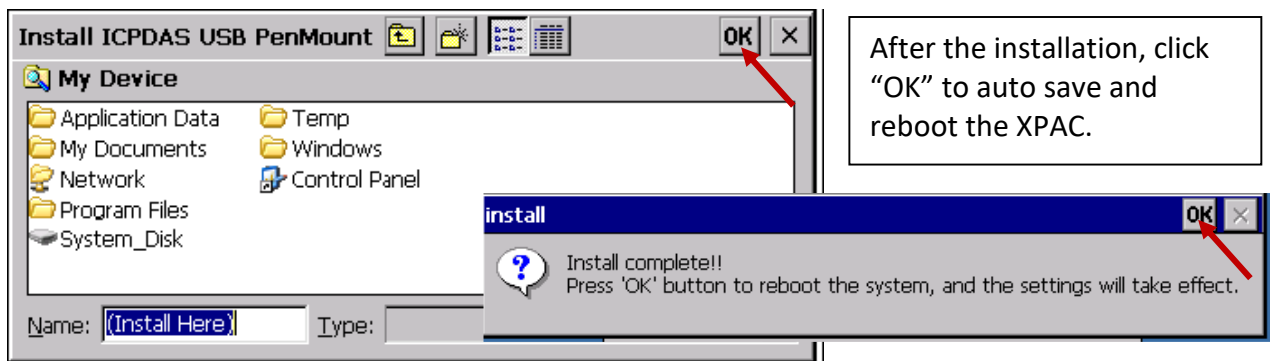 Install ICPDAS USB PenMount OK
My Device
Application Data Temp
My Documents Windows
Network Control Panel
Program Files
System_Disk
Name: (Install Here) Type:
After the installation, click
“OK” to auto save and
reboot the XPAC.
install OK
Install complete!!
Press 'OK' button to reboot the system, and the settings will take effect.